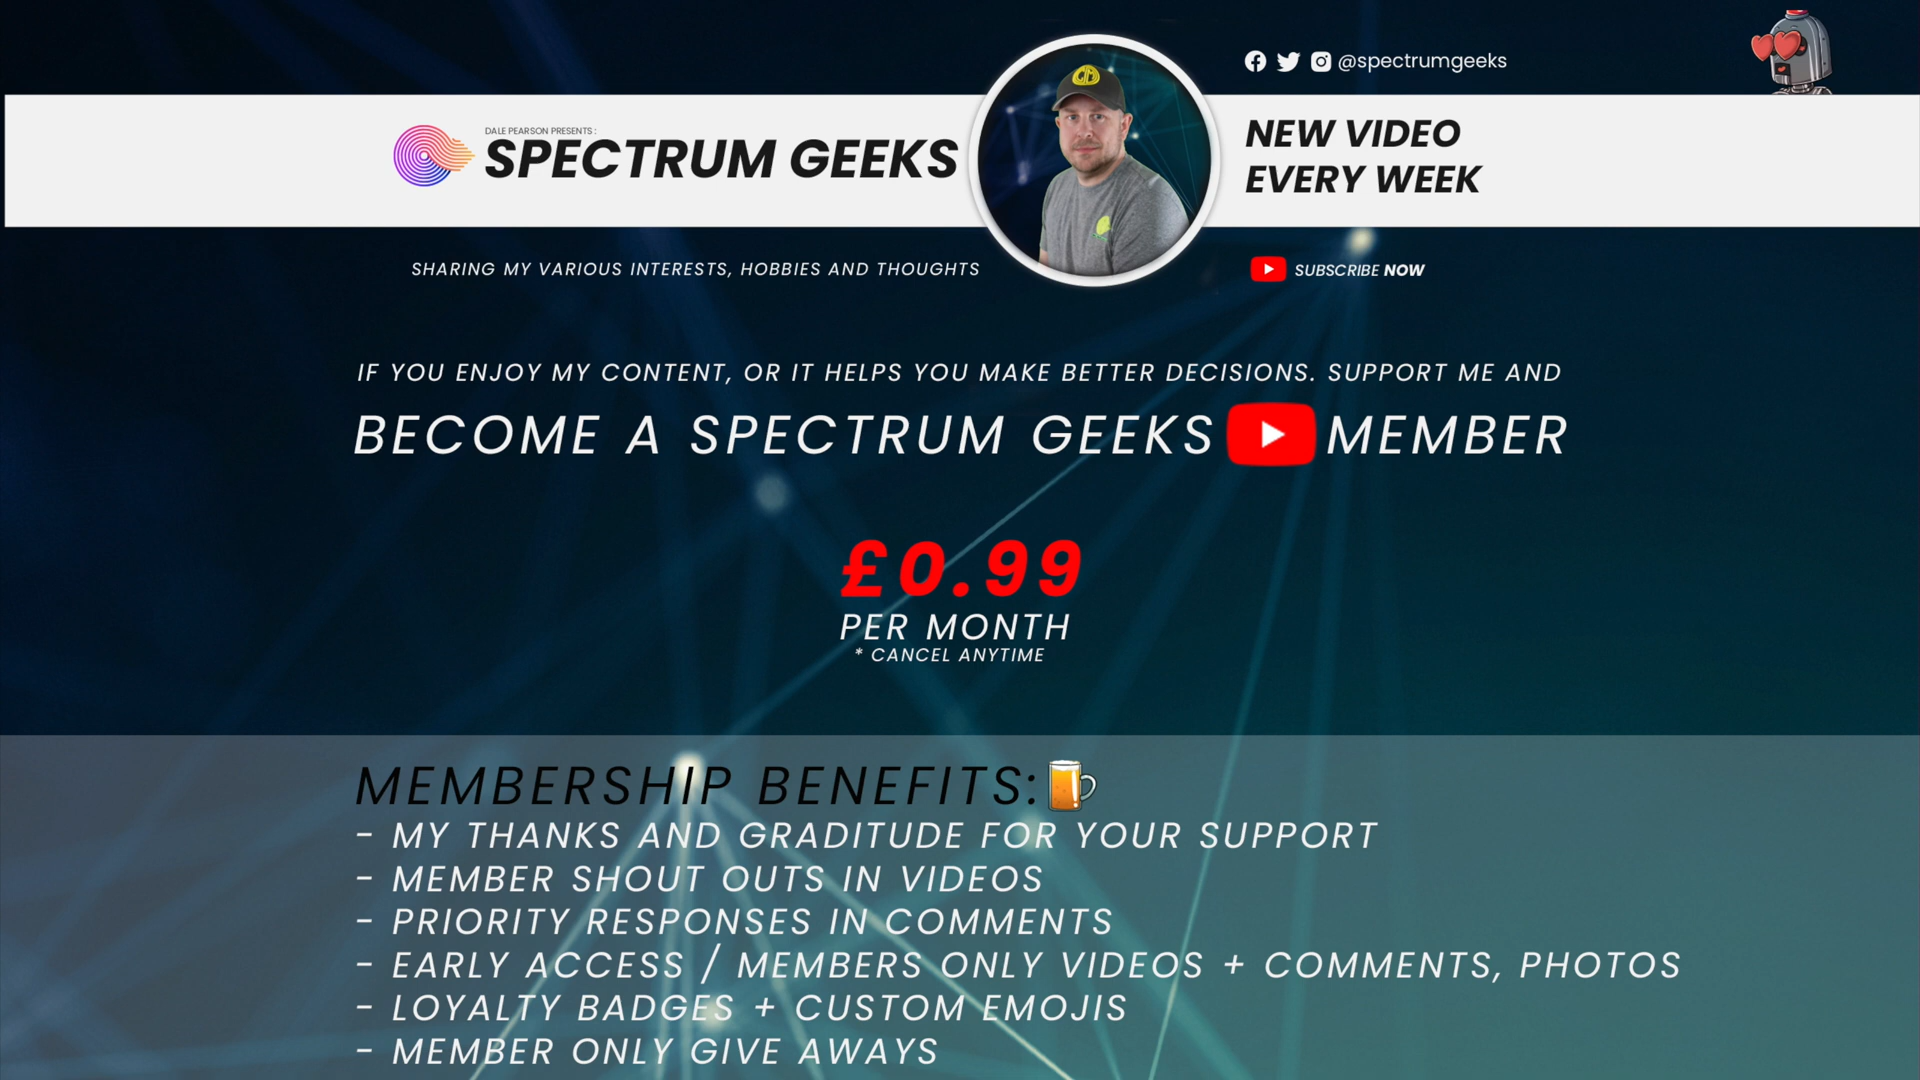 @spectrumgeeks
DALE PEARSON PRESENTS :
SPECTRUM GEEKS
NEW VIDEO
EVERY WEEK
SHARING MY VARIOUS INTERESTS, HOBBIES AND THOUGHTS
SUBSCRIBE NOW
IF YOU ENJOY MY CONTENT, OR IT HELPS YOU MAKE BETTER DECISIONS. SUPPORT ME AND
BECOME A SPECTRUM GEEKS MEMBER
£0.99
PER MONTH
* CANCEL ANYTIME
MEMBERSHIP BENEFITS:
- MY THANKS AND GRADITUDE FOR YOUR SUPPORT
- MEMBER SHOUT OUTS IN VIDEOS
- PRIORITY RESPONSES IN COMMENTS
- EARLY ACCESS / MEMBERS ONLY VIDEOS + COMMENTS, PHOTOS
- LOYALTY BADGES + CUSTOM EMOJIS
- MEMBER ONLY GIVE AWAYS